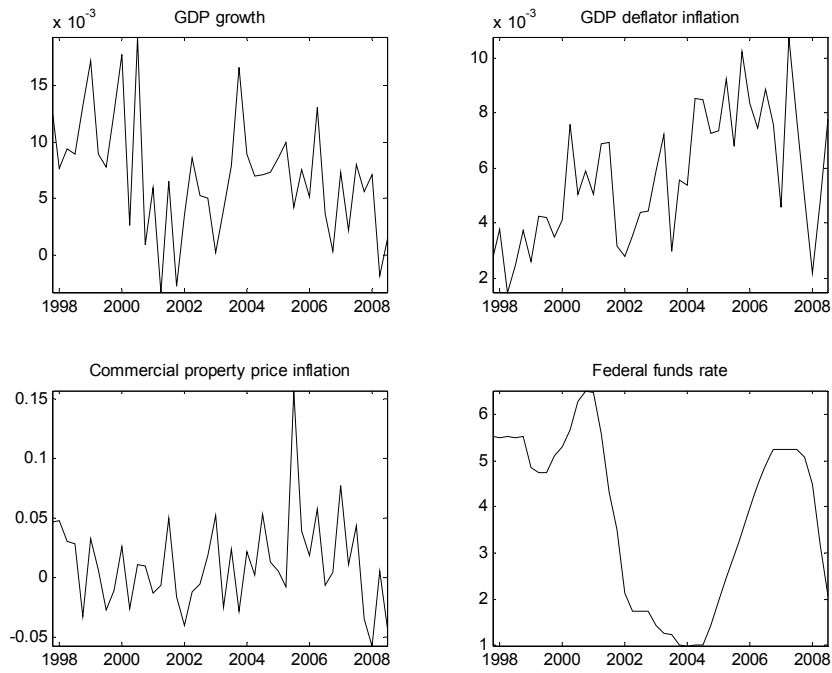 GDP growth
x 10-3
15
10
5
0
1998 2000 2002 2004 2006 2008
GDP deflator inflation
x 10-3
10
8
6
4
2
1998 2000 2002 2004 2006 2008
Commercial property price inflation
0.15
0.1
0.05
0
-0.05
1998 2000 2002 2004 2006 2008
Federal funds rate
6
5
4
3
2
1
1998 2000 2002 2004 2006 2008